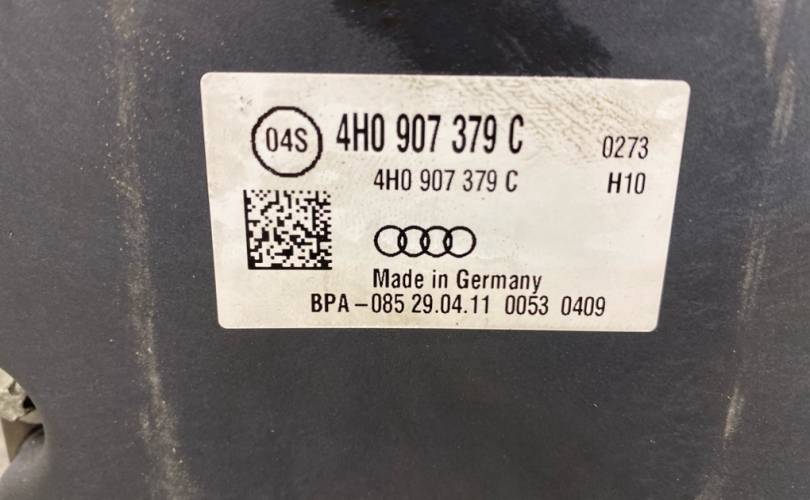 04S 4H0 907 379 C 0273
4H0 907 379 C H10
Made in Germany
BPA-085 29.04.11 0053 0409